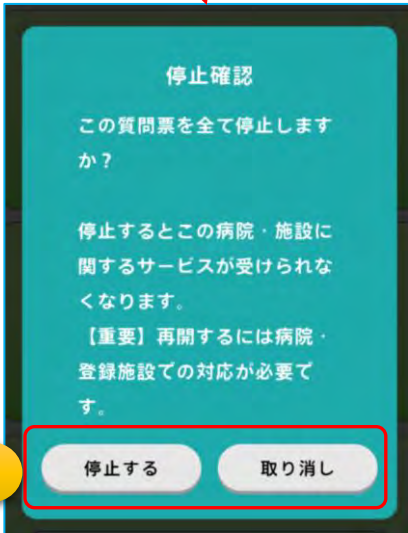 停止確認
この質問票を全て停止します
か？
停止するとこの病院・施設に
関するサービスが受けられな
くなります。
【重要】再開するには病院・
登録施設での対応が必要で
す。
停止する
取り消し